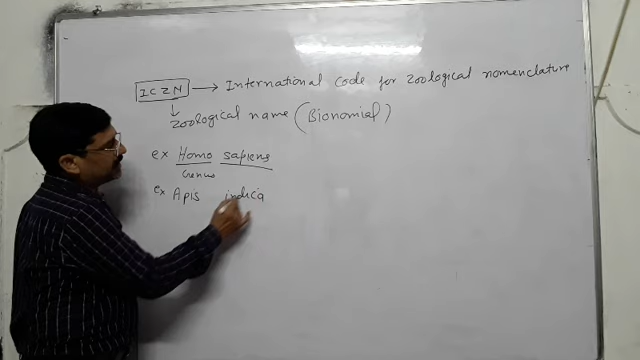 ICZN → International Code for Zoological nomenclature
↓
Zoological name (Bionomial)
ex Homo sapiens
Genus
ex Apis indica